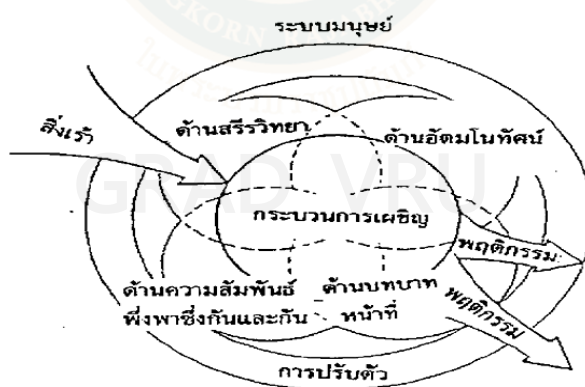 ระบบมนุษย์
สิ่งเร้า
ด้านสรีรวิทยา
ด้านอัตมโนทัศน์
GRAD VRU
กระบวนการเผชิญ
พฤติกรรม
ด้านความสัมพันธ์
พึ่งพาซึ่งกันและกัน
ด้านบทบาท
หน้าที่
พฤติกรรม
การปรับตัว